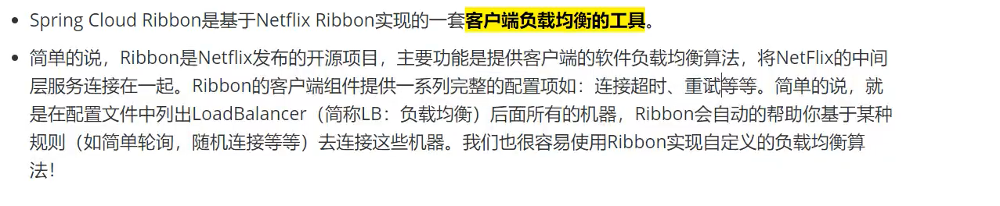 Spring Cloud Ribbon是基于Netflix Ribbon实现的一套客户端负载均衡的工具。
简单的说，Ribbon是Netflix发布的开源项目，主要功能是提供客户端的软件负载均衡算法，将NetFlix的中间
层服务连接在一起。Ribbon的客户端组件提供一系列完整的配置项如：连接超时、重试等等。简单的说，就
是在配置文件中列出LoadBalancer（简称LB：负载均衡）后面所有的机器，Ribbon会自动的帮助你基于某种
规则（如简单轮询，随机连接等等）去连接这些机器。我们也很容易使用Ribbon实现自定义的负载均衡算
法！